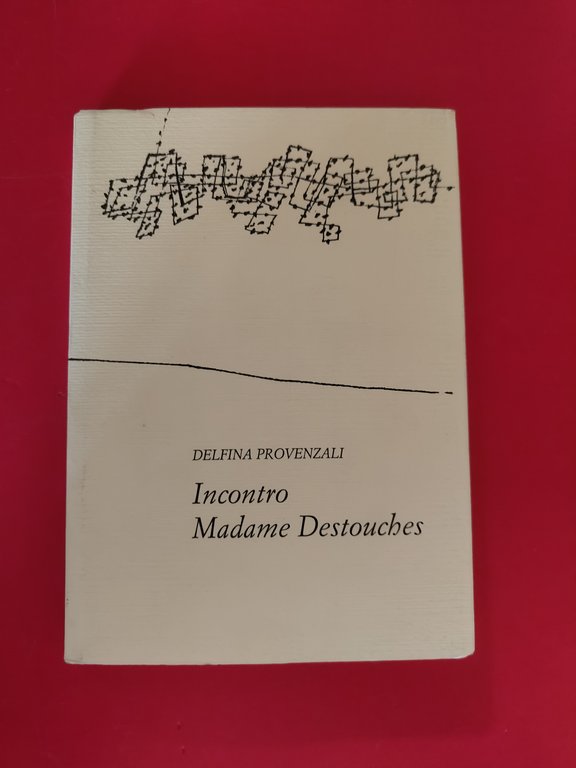 DELFINA PROVENZALI
Incontro
Madame Destouches